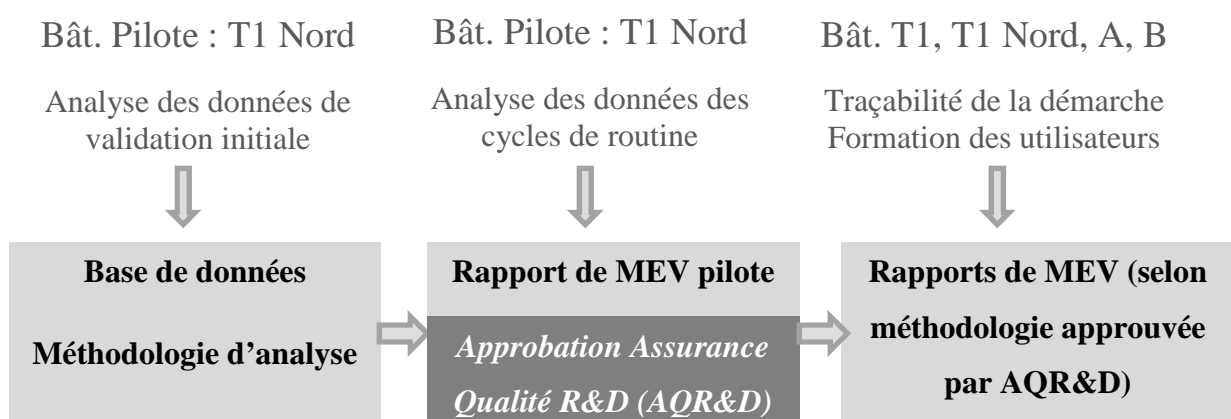 Bât. Pilote : T1 Nord
Analyse des données de
validation initiale
Base de données
Méthodologie d’analyse
Bât. Pilote : T1 Nord
Analyse des données des
cycles de routine
Rapport de MEV pilote
Approbation Assurance
Qualité R&D (AQR&D)
Bât. T1, T1 Nord, A, B
Traçabilité de la démarche
Formation des utilisateurs
Rapports de MEV (selon
méthodologie approuvée
par AQR&D)